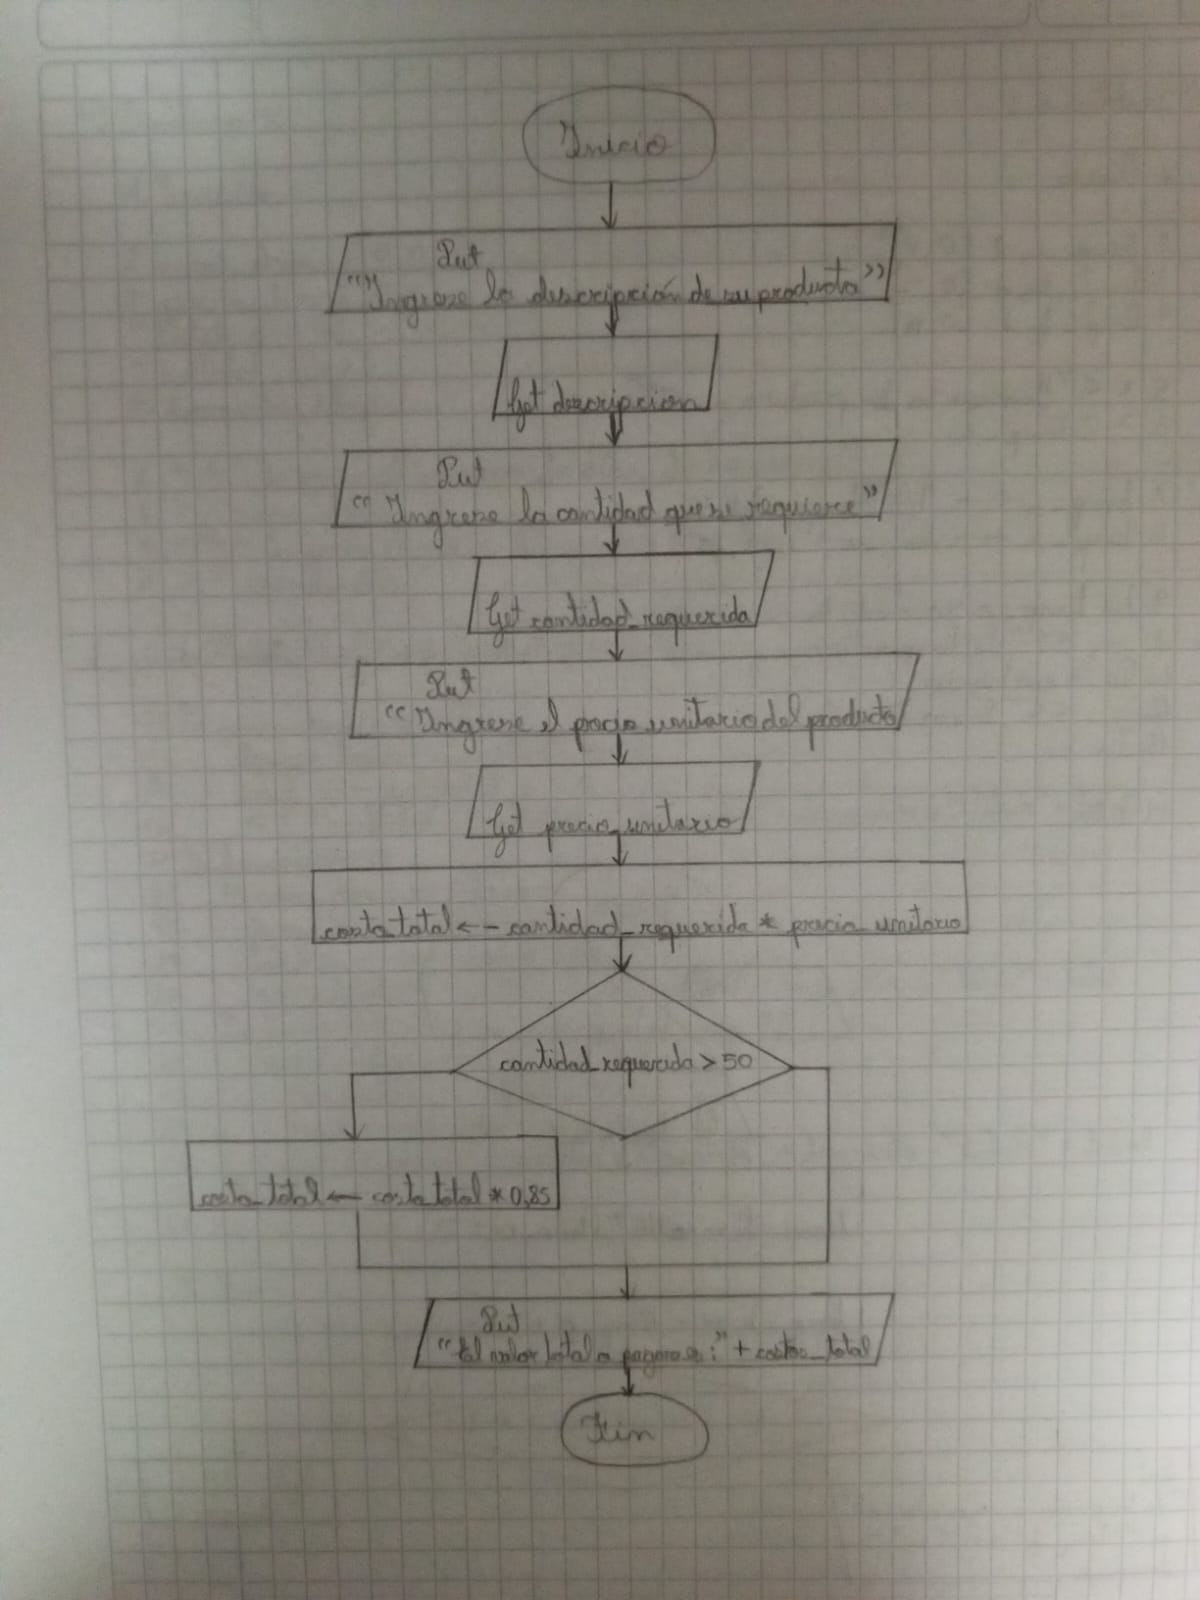 Inicio
Put
“Ingrese la descripción de su producto”
Get descripcion
Put
“Ingrese la cantidad que se requiere”
Get cantidad_requerida
Put
“Ingrese el precio unitario del producto
Get precio_unitario
costo_total <-- cantidad_requerida * precio_unitario
cantidad_requerida > 50
costo_total <-- costo_total * 0,85
Put
“El valor total a pagar es:” + costo_total
Fin